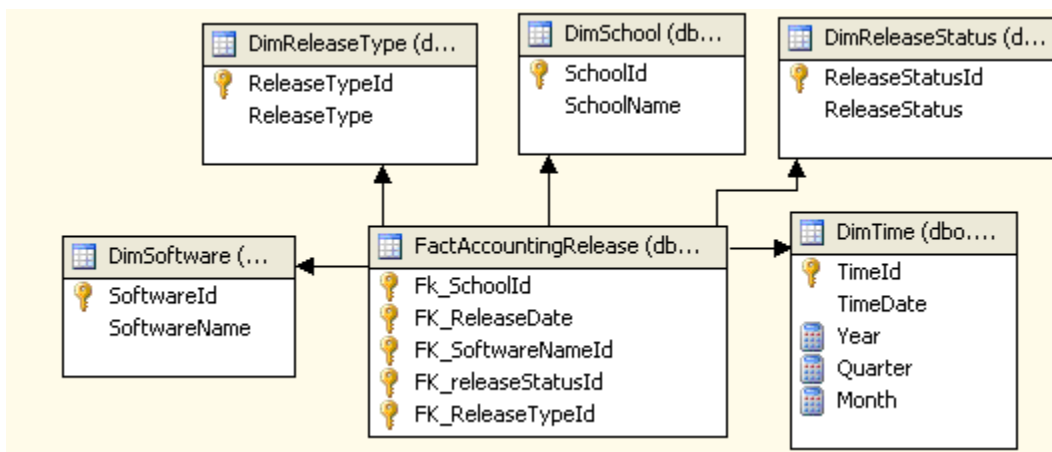 DimReleaseType (d...
ReleaseTypeId
ReleaseType
DimSchool (db...
SchoolId
SchoolName
DimReleaseStatus (d...
ReleaseStatusId
ReleaseStatus
DimSoftware (...
SoftwareId
SoftwareName
FactAccountingRelease (db...
Fk_SchoolId
FK_ReleaseDate
FK_SoftwareNameId
FK_releaseStatusId
FK_ReleaseTypeId
DimTime (dbo....
TimeId
TimeDate
Year
Quarter
Month